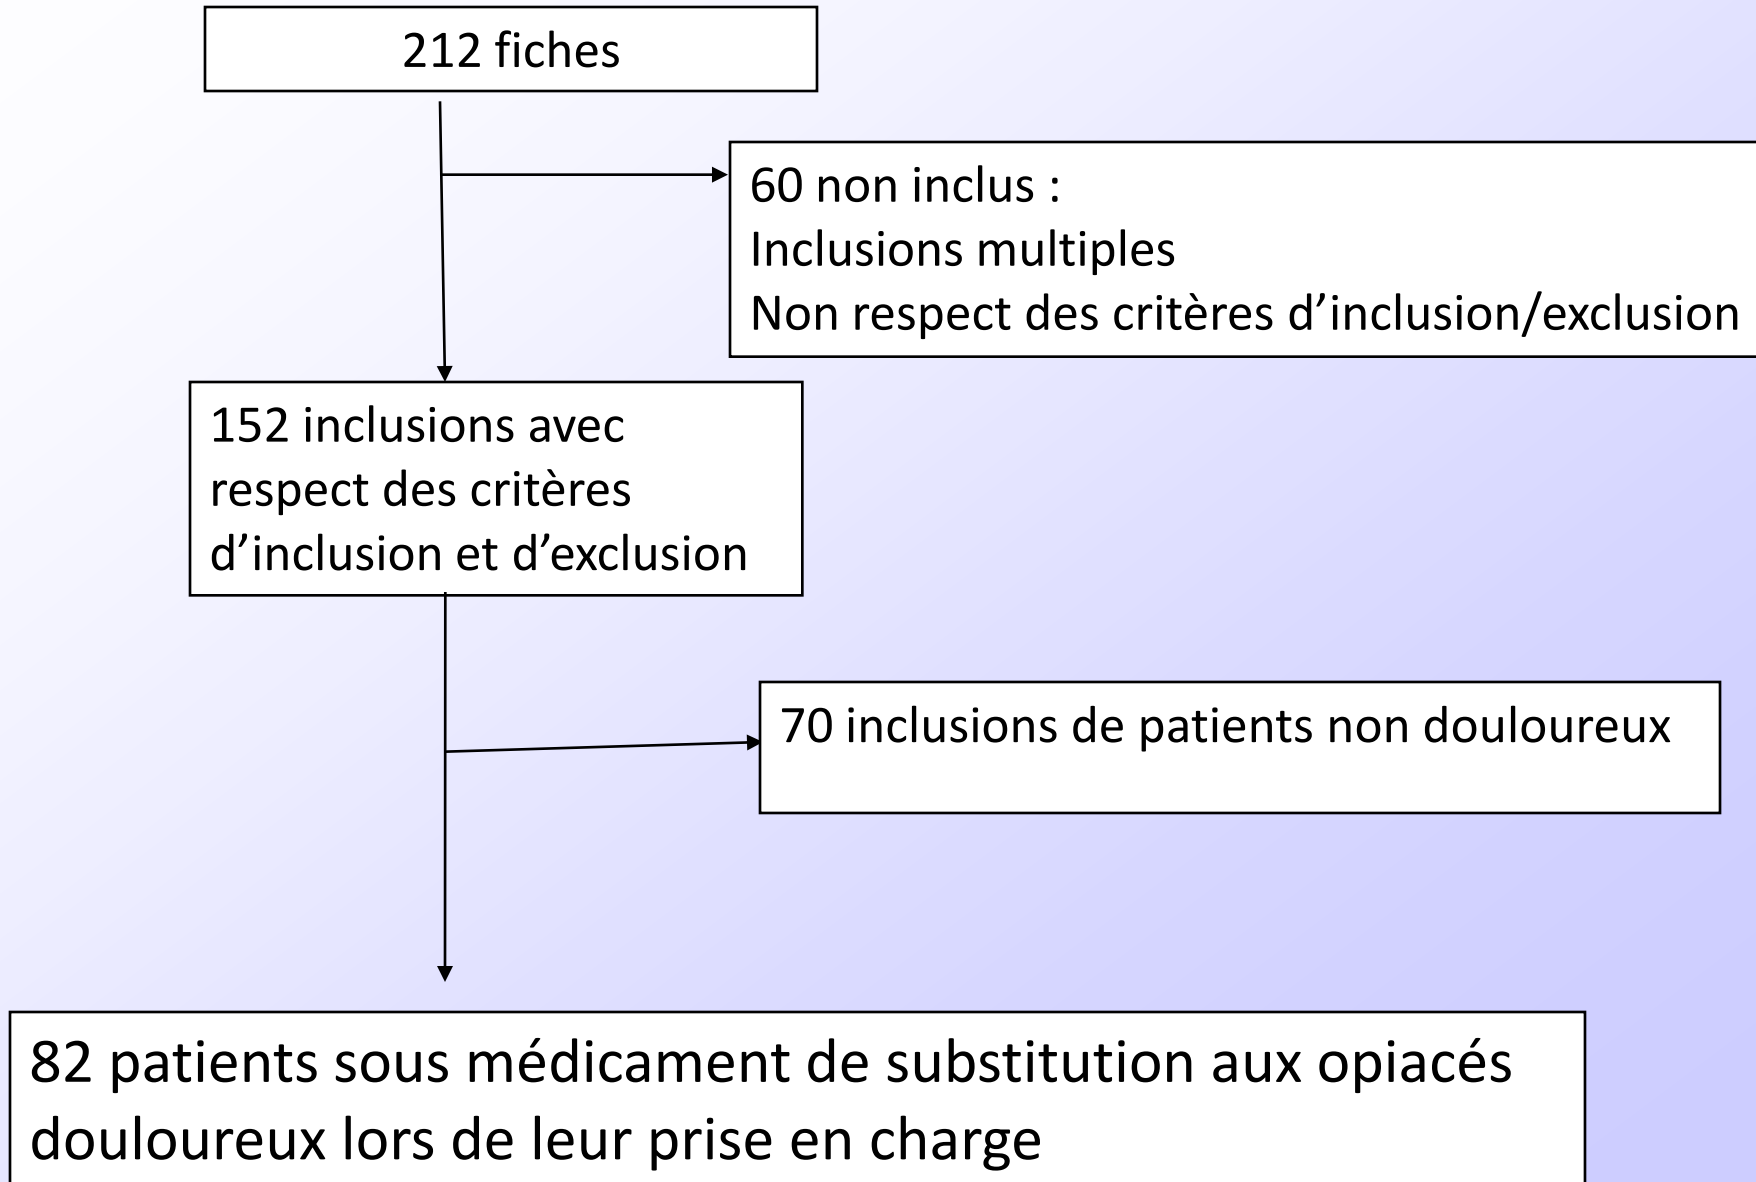 212 fiches
60 non inclus :
Inclusions multiples
Non respect des critères d’inclusion/exclusion
152 inclusions avec
respect des critères
d’inclusion et d’exclusion
70 inclusions de patients non douloureux
82 patients sous médicament de substitution aux opiacés
douloureux lors de leur prise en charge